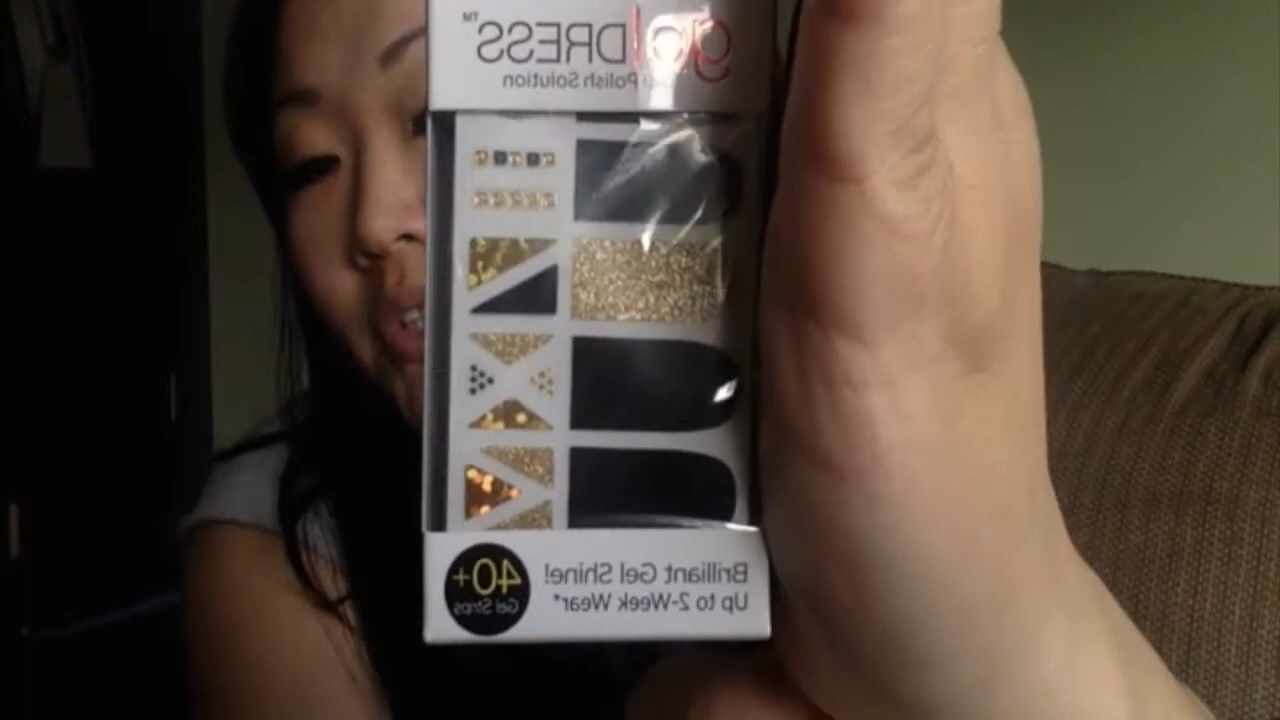 gelDRESS™
Polish Solution
Brilliant Gel Shine!
Up to 2-Week Wear*
40+
Gel Strips